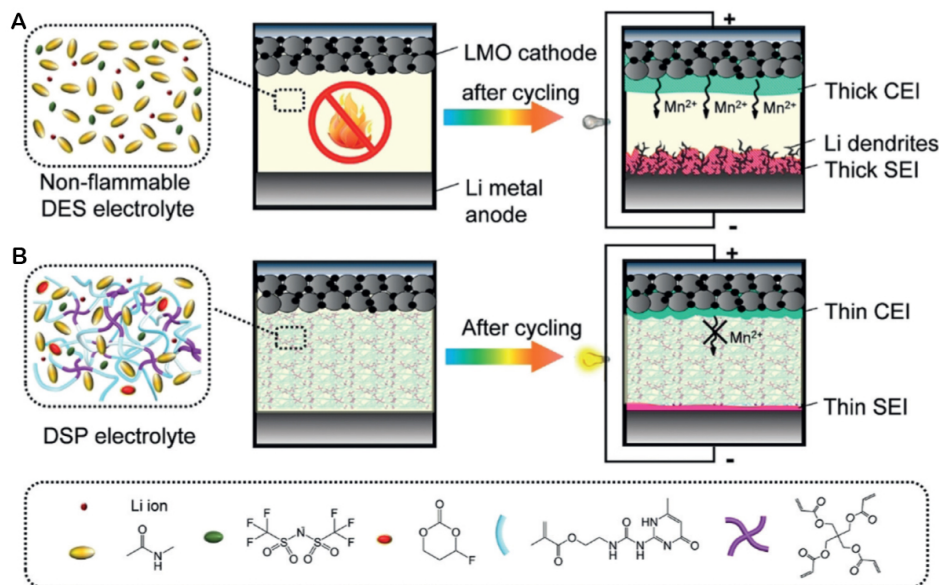 A
LMO cathode
after cycling
Mn2+ Mn2+ Mn2+
Thick CEI
Li dendrites
Thick SEI
Non-flammable
DES electrolyte
Li metal
anode
+
-
B
After cycling
Mn2+
Thin CEI
Thin SEI
DSP electrolyte
+
-
Li ion
O
N
H
F
F
F
O
S
O
N
S
O
O
F
F
F
O
O
O
F
O
O
N
H
O
N
H
N
HN
O
O
O
O
O
O
O
O
O